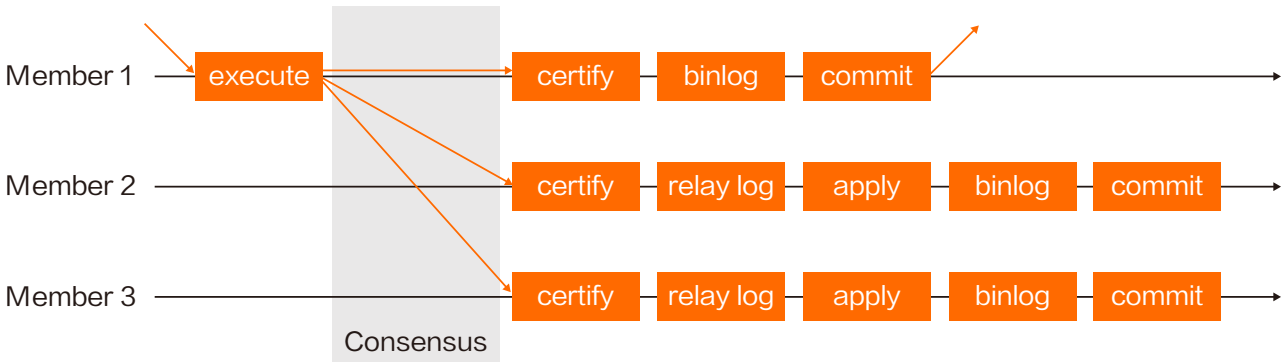 Member 1 execute certify binlog commit
Member 2 certify relay log apply binlog commit
Member 3 certify relay log apply binlog commit
Consensus